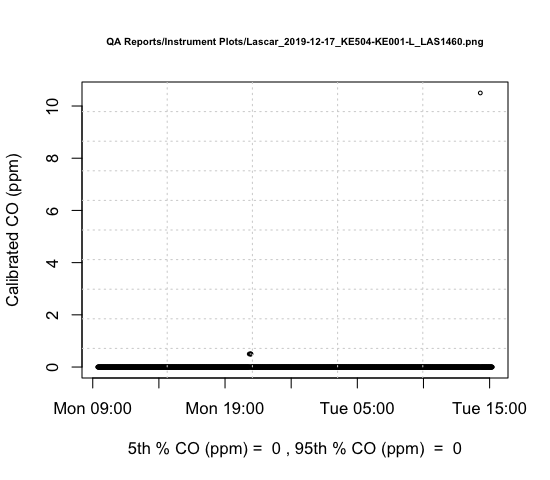 QA Reports/Instrument Plots/Lascar_2019-12-17_KE504-KE001-L_LAS1460.png
10
8
6
4
2
0
Calibrated CO (ppm)
Mon 09:00 Mon 19:00 Tue 05:00 Tue 15:00
5th % CO (ppm) = 0 , 95th % CO (ppm) = 0